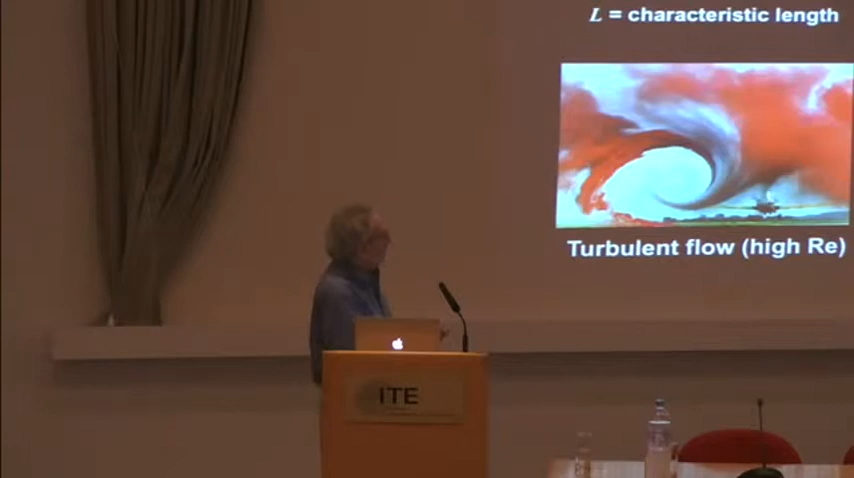 L = characteristic length
Turbulent flow (high Re)
ITE